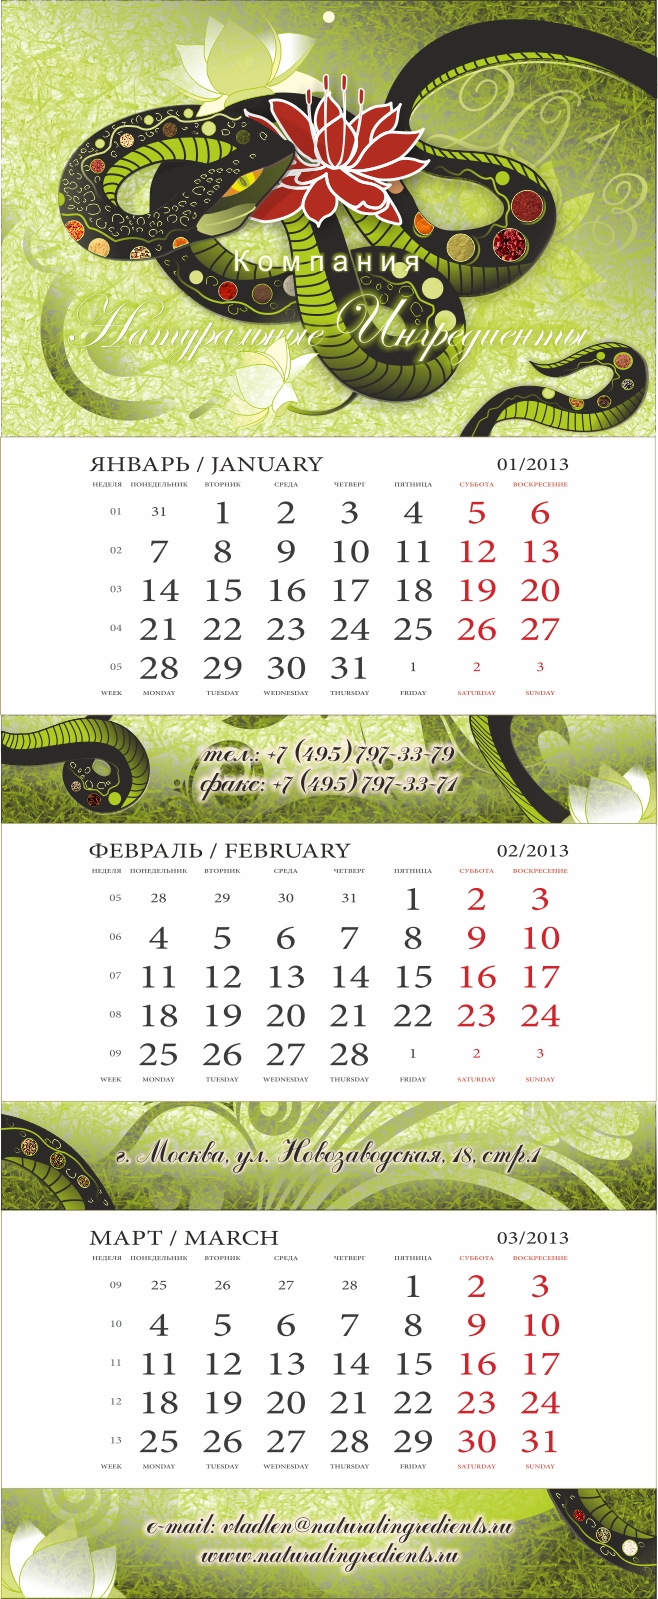 2013
Компания
Натуральные Ингредиенты
ЯНВАРЬ / JANUARY 01/2013
НЕДЕЛЯ ПОНЕДЕЛЬНИК ВТОРНИК СРЕДА ЧЕТВЕРГ ПЯТНИЦА СУББОТА ВОСКРЕСЕНИЕ
01 31 1 2 3 4 5 6
02 7 8 9 10 11 12 13
03 14 15 16 17 18 19 20
04 21 22 23 24 25 26 27
05 28 29 30 31 1 2 3
WEEK MONDAY TUESDAY WEDNESDAY THURSDAY FRIDAY SATURDAY SUNDAY
тел.: +7 (495)797-33-79
факс: +7 (495)797-33-71
ФЕВРАЛЬ / FEBRUARY 02/2013
НЕДЕЛЯ ПОНЕДЕЛЬНИК ВТОРНИК СРЕДА ЧЕТВЕРГ ПЯТНИЦА СУББОТА ВОСКРЕСЕНИЕ
05 28 29 30 31 1 2 3
06 4 5 6 7 8 9 10
07 11 12 13 14 15 16 17
08 18 19 20 21 22 23 24
09 25 26 27 28 1 2 3
WEEK MONDAY TUESDAY WEDNESDAY THURSDAY FRIDAY SATURDAY SUNDAY
г. Москва, ул. Новозаводская, 18, стр.1
МАРТ / MARCH 03/2013
НЕДЕЛЯ ПОНЕДЕЛЬНИК ВТОРНИК СРЕДА ЧЕТВЕРГ ПЯТНИЦА СУББОТА ВОСКРЕСЕНИЕ
09 25 26 27 28 1 2 3
10 4 5 6 7 8 9 10
11 11 12 13 14 15 16 17
12 18 19 20 21 22 23 24
13 25 26 27 28 29 30 31
WEEK MONDAY TUESDAY WEDNESDAY THURSDAY FRIDAY SATURDAY SUNDAY
e-mail: vladlen@naturalingredients.ru
www.naturalingredients.ru